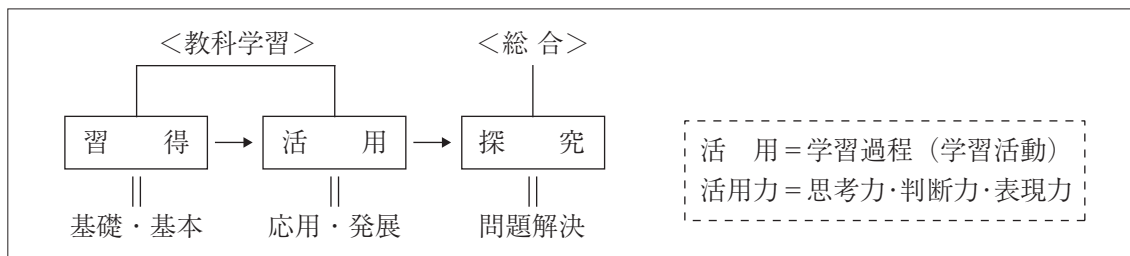 ＜教科学習＞ ＜総 合＞
習 得 → 活 用 → 探 究
基礎・基本 応用・発展 問題解決
活 用＝学習過程（学習活動）
活用力＝思考力・判断力・表現力